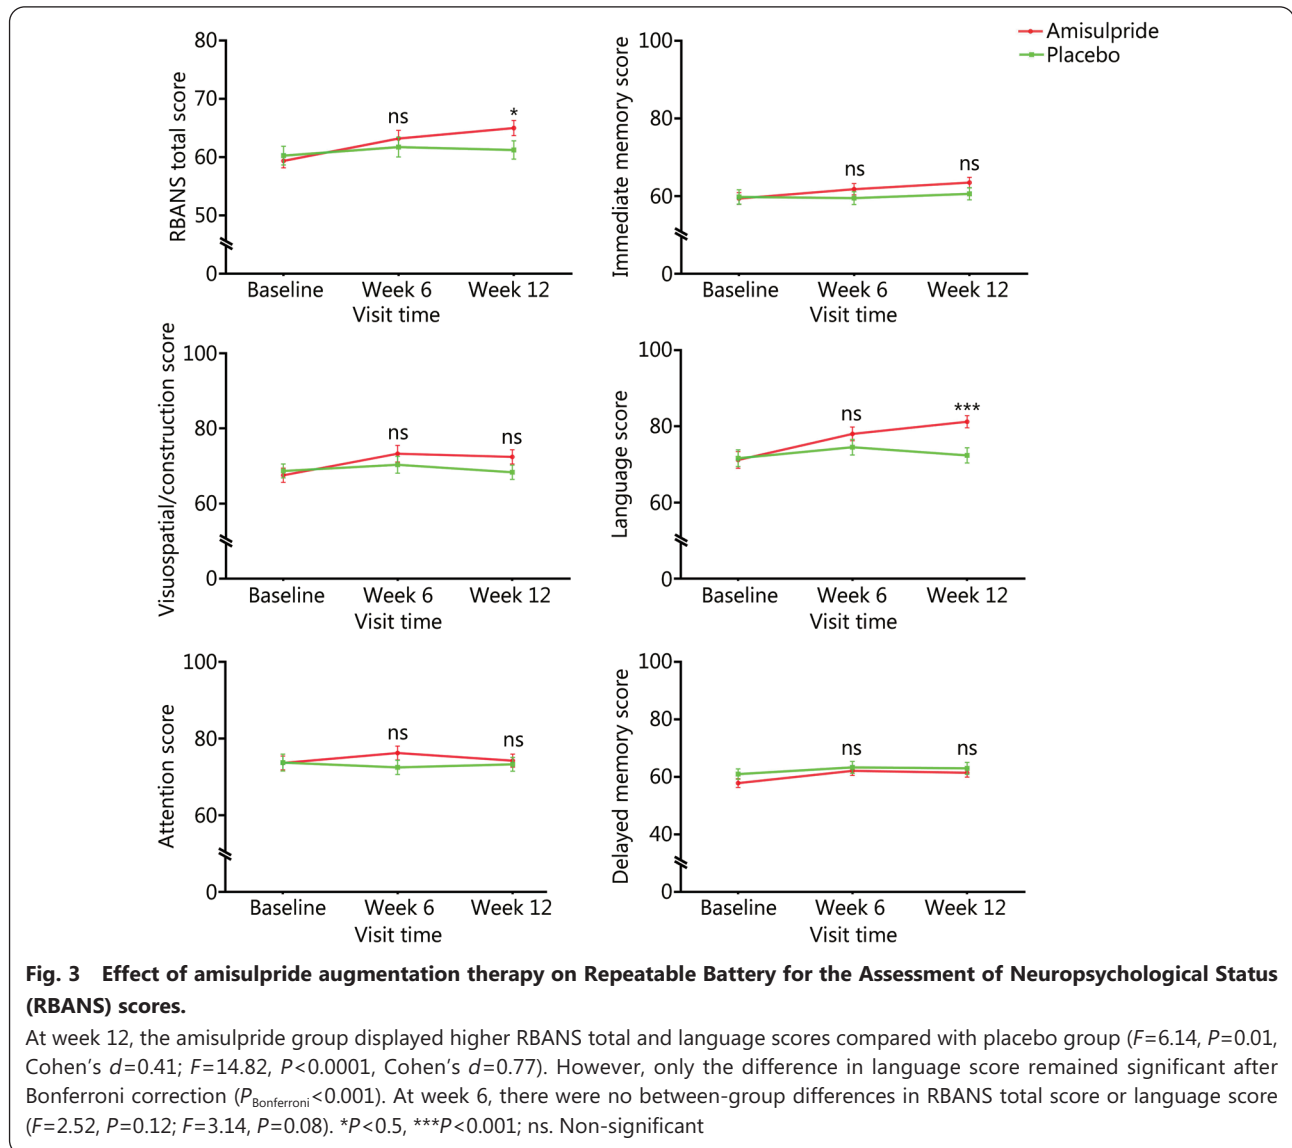 Amisulpride
Placebo
80
70
60
50
0
RBANS total score
ns
*
Baseline Week 6 Week 12
Visit time
100
80
60
0
Immediate memory score
ns
ns
Baseline Week 6 Week 12
Visit time
100
80
60
0
Visuospatial/construction score
ns
ns
Baseline Week 6 Week 12
Visit time
100
80
60
0
Language score
ns
***
Baseline Week 6 Week 12
Visit time
100
80
60
0
Attention score
ns
ns
Baseline Week 6 Week 12
Visit time
100
80
60
40
0
Delayed memory score
ns
ns
Baseline Week 6 Week 12
Visit time
Fig. 3 Effect of amisulpride augmentation therapy on Repeatable Battery for the Assessment of Neuropsychological Status
(RBANS) scores.
At week 12, the amisulpride group displayed higher RBANS total and language scores compared with placebo group (F=6.14, P=0.01,
Cohen's d=0.41; F=14.82, P<0.0001, Cohen's d=0.77). However, only the difference in language score remained significant after
Bonferroni correction (PBonferroni<0.001). At week 6, there were no between-group differences in RBANS total score or language score
(F=2.52, P=0.12; F=3.14, P=0.08). *P<0.5, ***P<0.001; ns. Non-significant